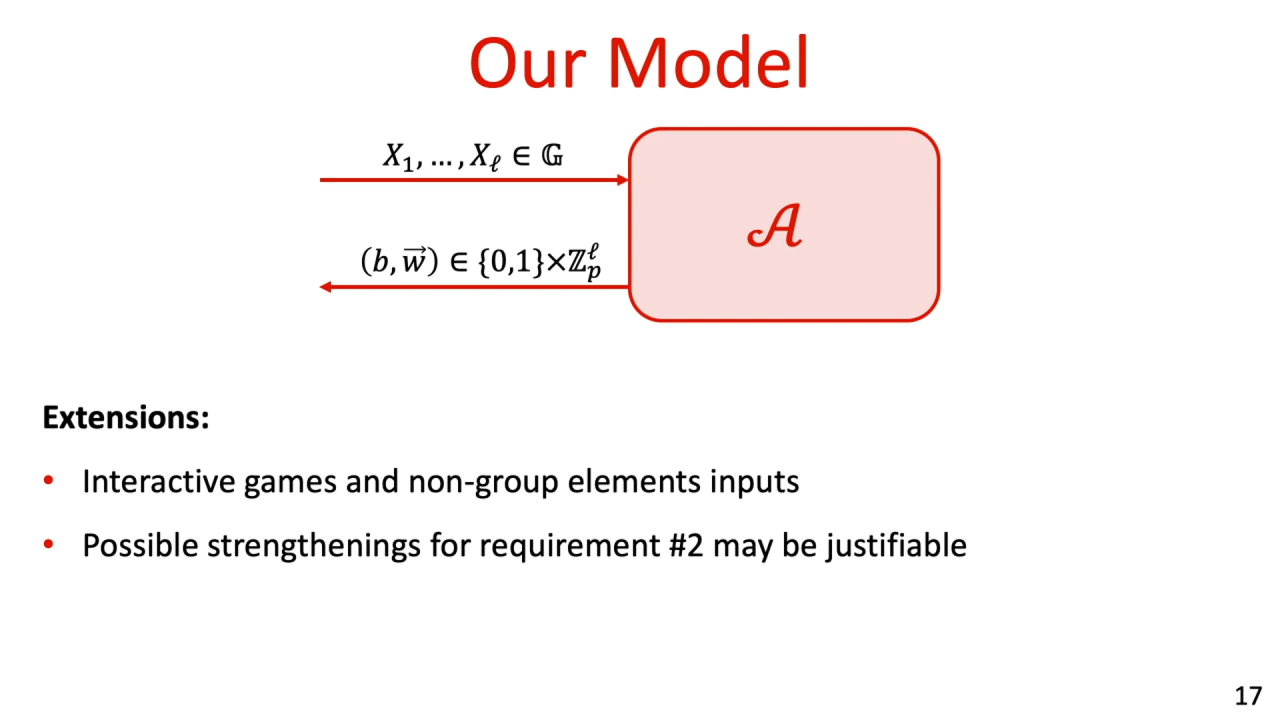 Our Model
X₁, … , X_ℓ ∈ 𝔾
(b, w⃗) ∈ {0,1}×ℤ_p^ℓ
𝒜
Extensions:
• Interactive games and non-group elements inputs
• Possible strengthenings for requirement #2 may be justifiable
17